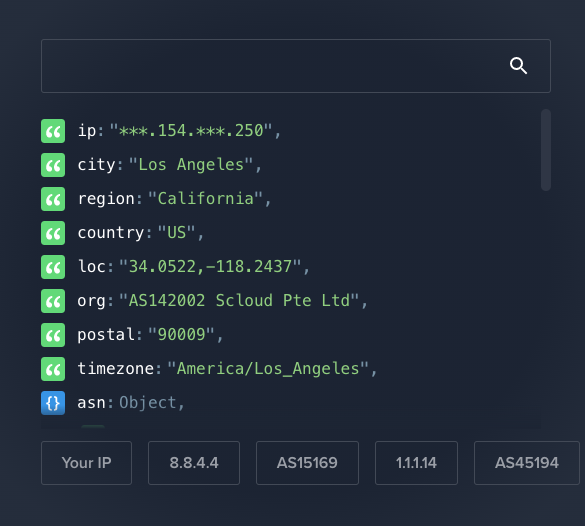 ip: "***.154.***.250",
city: "Los Angeles",
region: "California",
country: "US",
loc: "34.0522,-118.2437",
org: "AS142002 Scloud Pte Ltd",
postal: "90009",
timezone: "America/Los_Angeles",
{} asn: Object,
Your IP 8.8.4.4 AS15169 1.1.1.14 AS45194